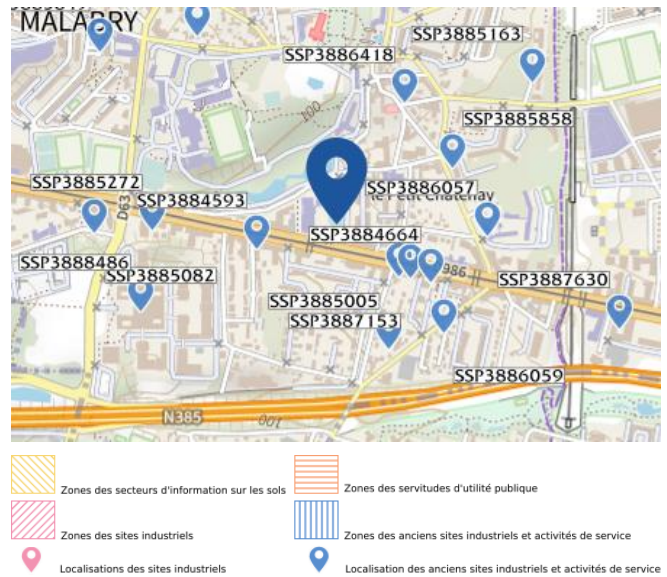 MALABRY
SSP3885163
SSP3886418
100
SSP3885858
SSP3885272
SSP3886057
le Petit Châtenay
D63
SSP3884593
SSP3884664
SSP3888486
SSP3885082
986
SSP3887630
SSP3885005
SSP3887153
SSP3886059
N385
100
Zones des secteurs d'information sur les sols
Zones des servitudes d'utilité publique
Zones des sites industriels
Zones des anciens sites industriels et activités de service
Localisations des sites industriels
Localisation des anciens sites industriels et activités de service